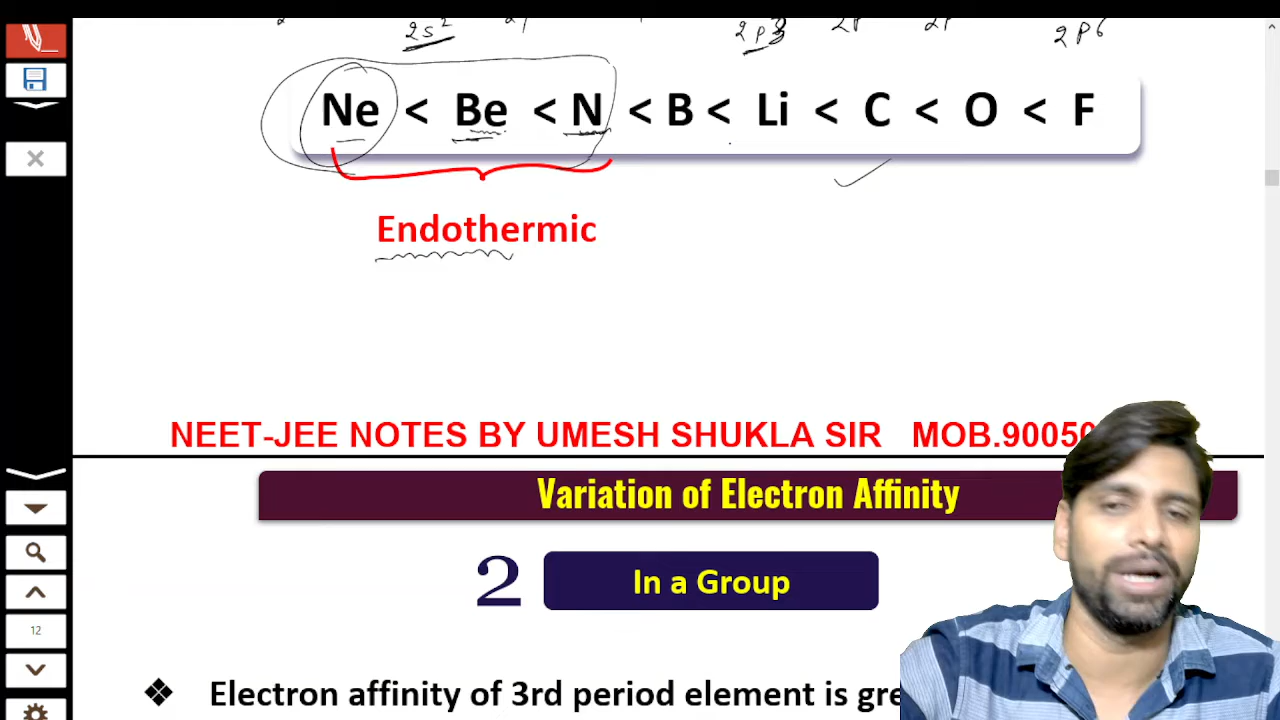 2s² 2p3 2p6
Ne < Be < N < B < Li < C < O < F
Endothermic
NEET-JEE NOTES BY UMESH SHUKLA SIR MOB.9005
Variation of Electron Affinity
2 In a Group
12
❖ Electron affinity of 3rd period element is gre